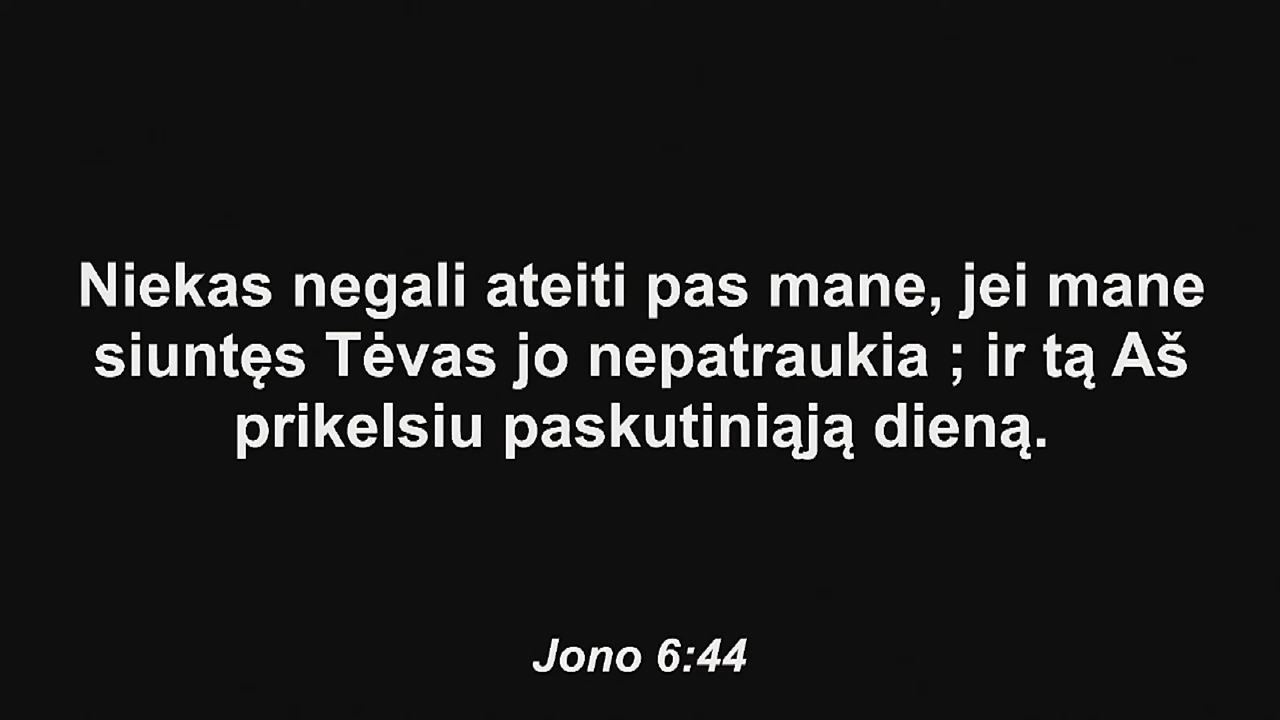 Niekas negali ateiti pas mane, jei mane
siuntęs Tėvas jo nepatraukia ; ir tą Aš
prikelsiu paskutiniąją dieną.
Jono 6:44